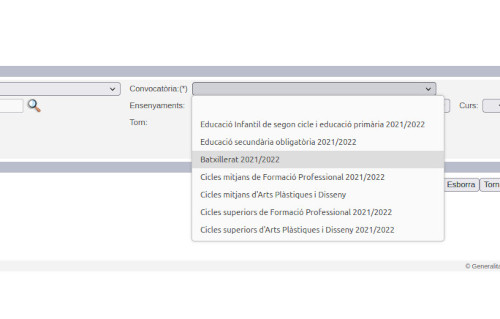 Convocatòria:(*)
Ensenyaments:
Curs:
Torn:
Educació Infantil de segon cicle i educació primària 2021/2022
Educació secundària obligatòria 2021/2022
Batxillerat 2021/2022
Cicles mitjans de Formació Professional 2021/2022
Cicles mitjans d'Arts Plàstiques i Disseny
Cicles superiors de Formació Professional 2021/2022
Cicles superiors d'Arts Plàstiques i Disseny 2021/2022
Esborra
Torn
© Generalita